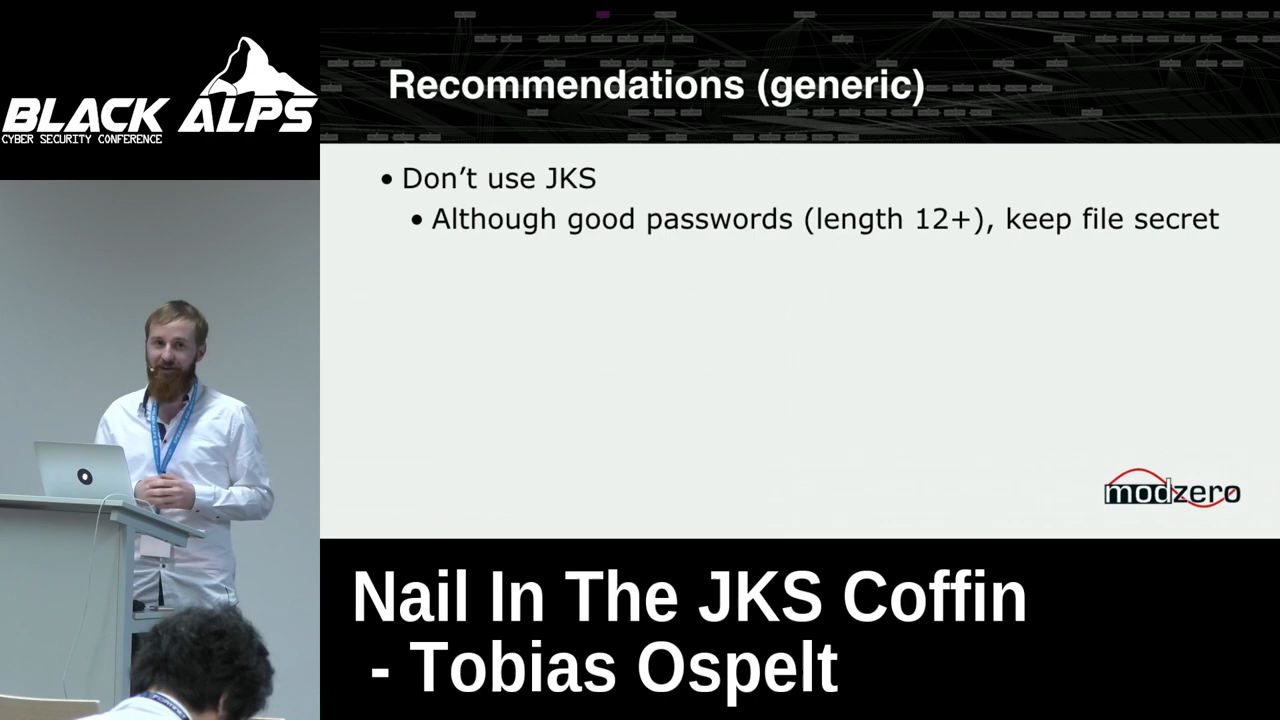 BLACK ALPS
CYBER SECURITY CONFERENCE
Recommendations (generic)
• Don’t use JKS
• Although good passwords (length 12+), keep file secret
modzero
Nail In The JKS Coffin
- Tobias Ospelt